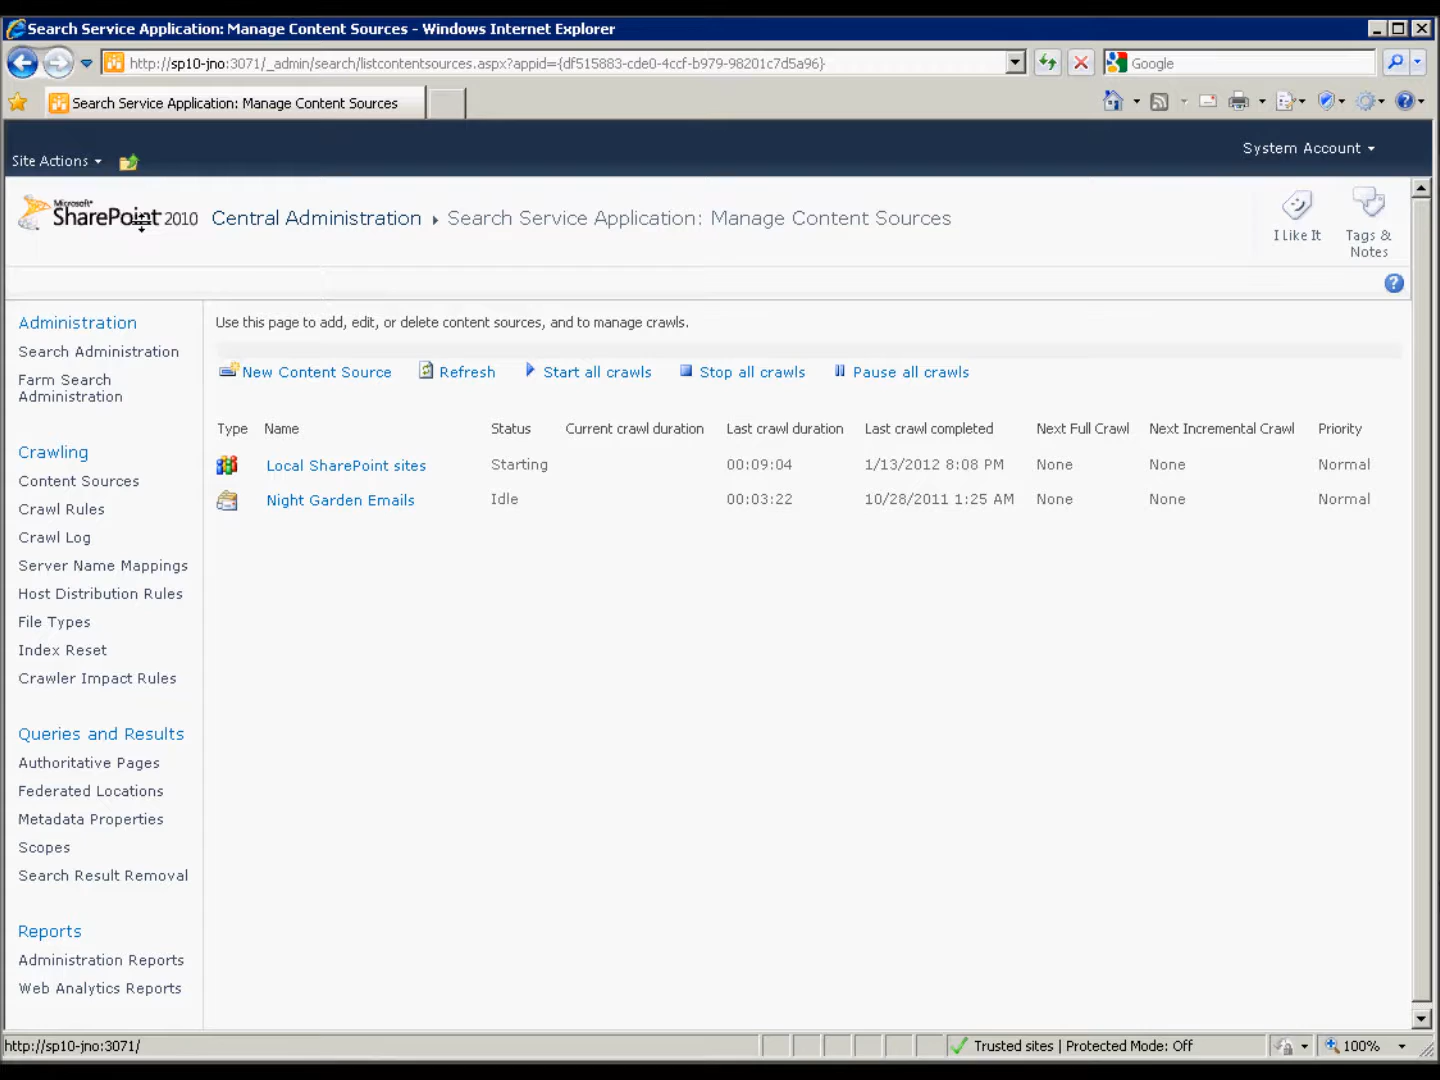 Search Service Application: Manage Content Sources - Windows Internet Explorer
http://sp10-jno:3071/_admin/search/listcontentsources.aspx?appid={df515883-cde0-4ccf-b979-98201c7d5a96}
Google
Search Service Application: Manage Content Sources
Site Actions
System Account
Microsoft
SharePoint 2010
Central Administration
Search Service Application: Manage Content Sources
I Like It
Tags &
Notes
Administration
Search Administration
Farm Search
Administration
Crawling
Content Sources
Crawl Rules
Crawl Log
Server Name Mappings
Host Distribution Rules
File Types
Index Reset
Crawler Impact Rules
Queries and Results
Authoritative Pages
Federated Locations
Metadata Properties
Scopes
Search Result Removal
Reports
Administration Reports
Web Analytics Reports
Use this page to add, edit, or delete content sources, and to manage crawls.
New Content Source Refresh Start all crawls Stop all crawls Pause all crawls
Type Name Status Current crawl duration Last crawl duration Last crawl completed Next Full Crawl Next Incremental Crawl Priority
Local SharePoint sites Starting 00:09:04 1/13/2012 8:08 PM None None Normal
Night Garden Emails Idle 00:03:22 10/28/2011 1:25 AM None None Normal
http://sp10-jno:3071/
Trusted sites | Protected Mode: Off
100%